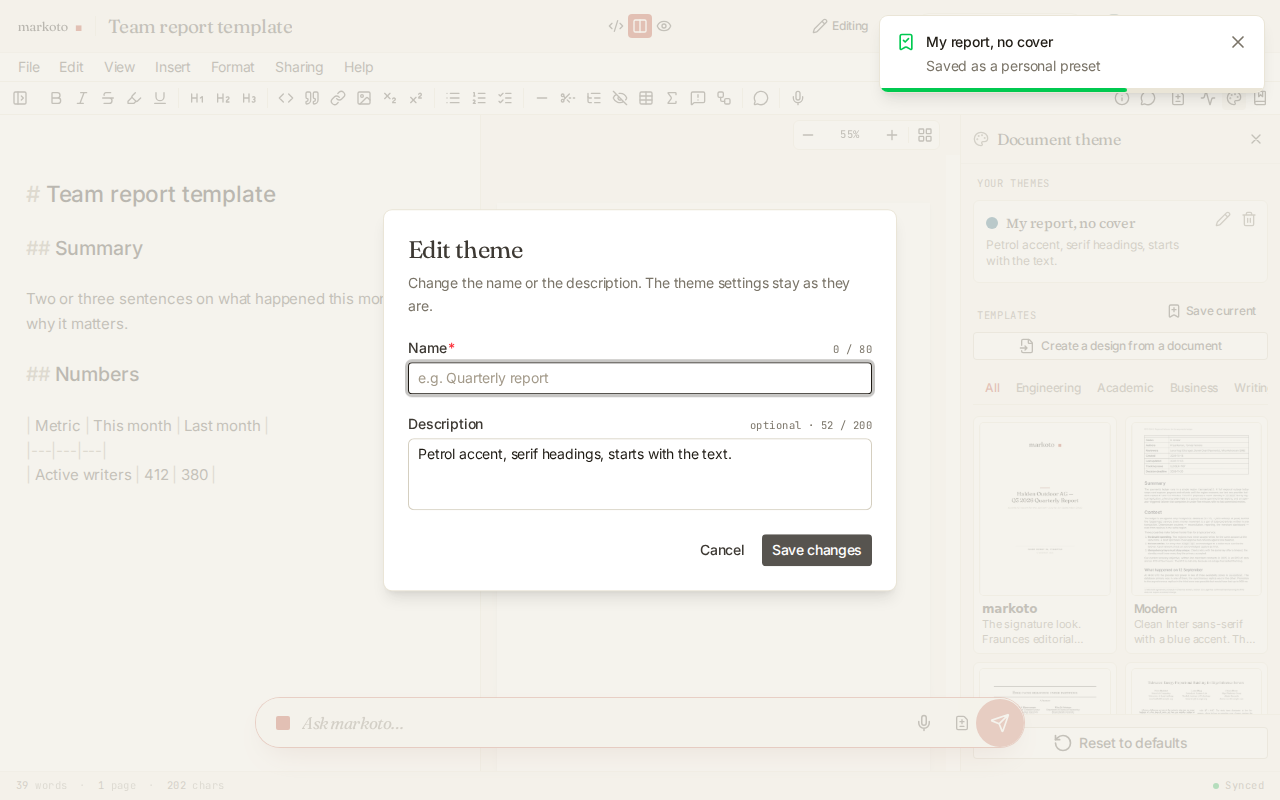 markoto
Team report template
Editing
My report, no cover
Saved as a personal preset
File Edit View Insert Format Sharing Help
H1 H2 H3
x2 x2
55%
Document theme
# Team report template
## Summary
Two or three sentences on what happened this mon
why it matters.
## Numbers
| Metric | This month | Last month |
|---|---|---|
| Active writers | 412 | 380 |
Edit theme
Change the name or the description. The theme settings stay as they
are.
Name* 0 / 80
e.g. Quarterly report
Description optional · 52 / 200
Petrol accent, serif headings, starts with the text.
Cancel Save changes
YOUR THEMES
My report, no cover
Petrol accent, serif headings, starts
with the text.
TEMPLATES Save current
Create a design from a document
All Engineering Academic Business Writin
markoto
Summary
Context
markoto
The signature look.
Fraunces editorial...
Modern
Clean Inter sans-serif
with a blue accent. Th...
Reset to defaults
Ask markoto...
39 words · 1 page · 202 chars
Synced